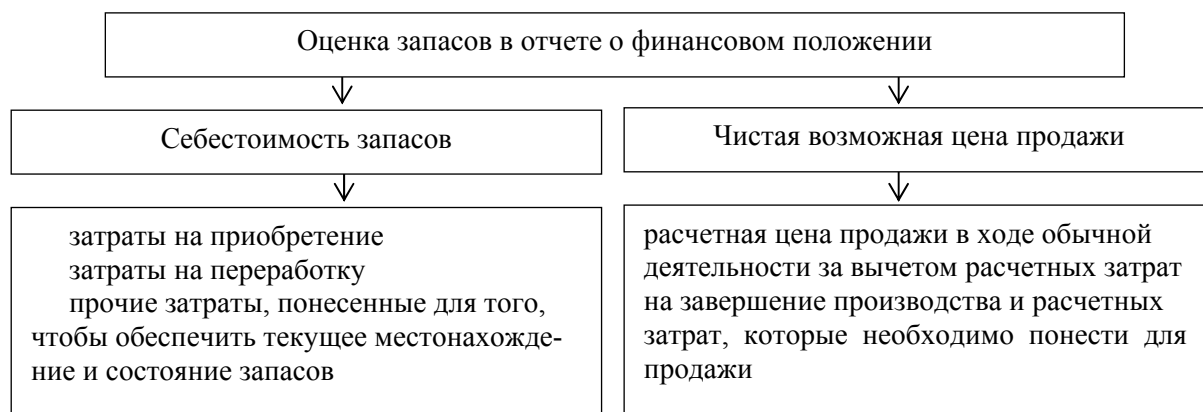 Оценка запасов в отчете о финансовом положении
Себестоимость запасов
Чистая возможная цена продажи
затраты на приобретение
затраты на переработку
прочие затраты, понесенные для того,
чтобы обеспечить текущее местонахожде-
ние и состояние запасов
расчетная цена продажи в ходе обычной
деятельности за вычетом расчетных затрат
на завершение производства и расчетных
затрат, которые необходимо понести для
продажи